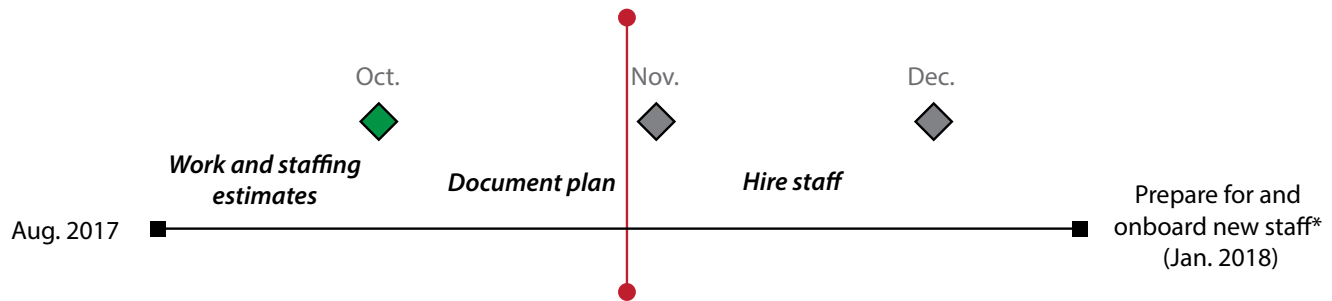 Oct.
Nov.
Dec.
Work and staffing
estimates
Document plan
Hire staff
Aug. 2017
Prepare for and
onboard new staff*
(Jan. 2018)